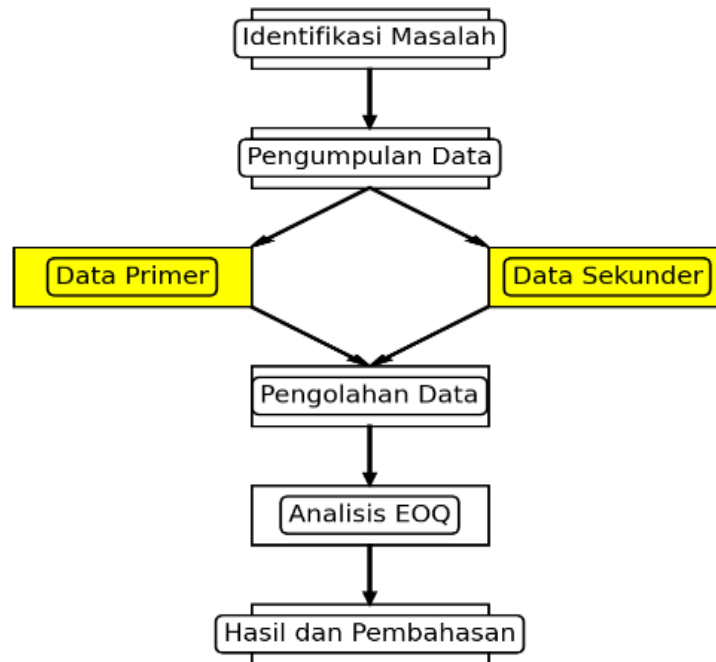 Identifikasi Masalah
Pengumpulan Data
Data Primer
Data Sekunder
Pengolahan Data
Analisis EOQ
Hasil dan Pembahasan